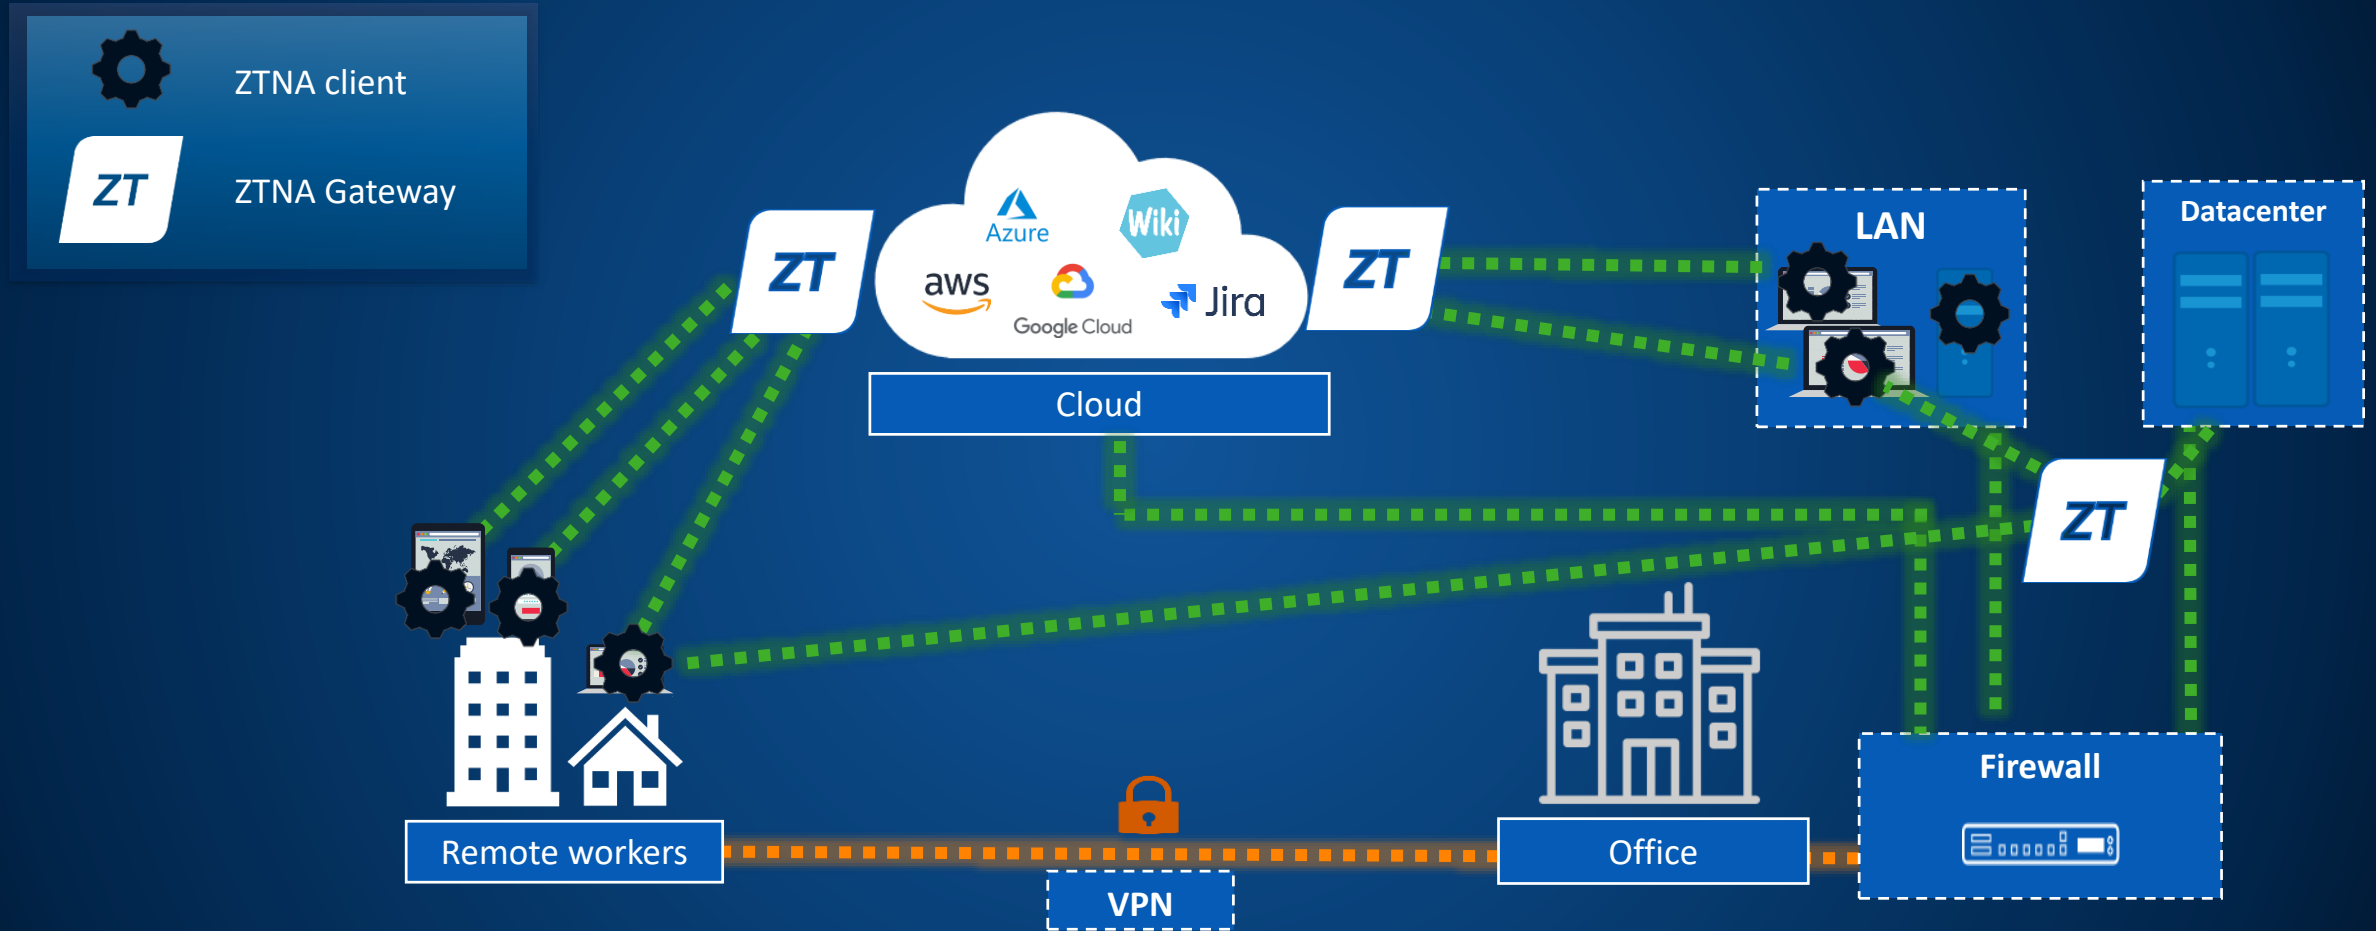 ZTNA client
ZT
ZTNA Gateway
ZT
Azure
Wiki
aws
Google Cloud
Jira
ZT
Cloud
LAN
Datacenter
ZT
Firewall
Remote workers
VPN
Office